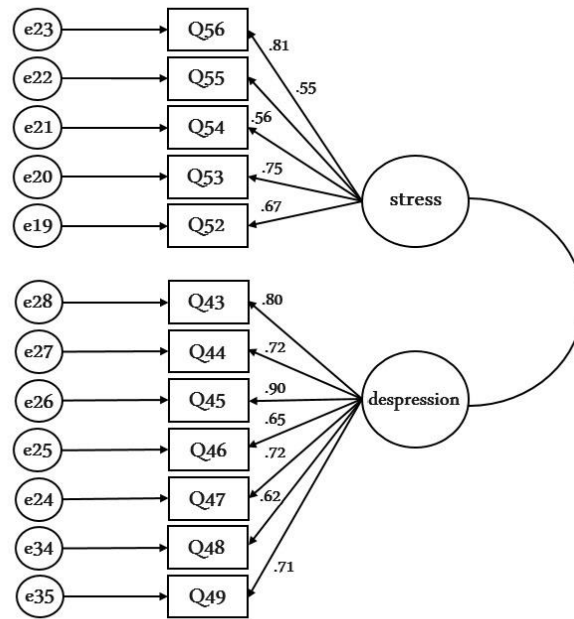 e23
Q56
.81
e22
Q55
.55
e21
Q54
.56
e20
Q53
.75
stress
e19
Q52
.67
e28
Q43
.80
e27
Q44
.72
e26
Q45
.90
despression
.65
e25
Q46
.72
e24
Q47
.62
e34
Q48
.71
e35
Q49